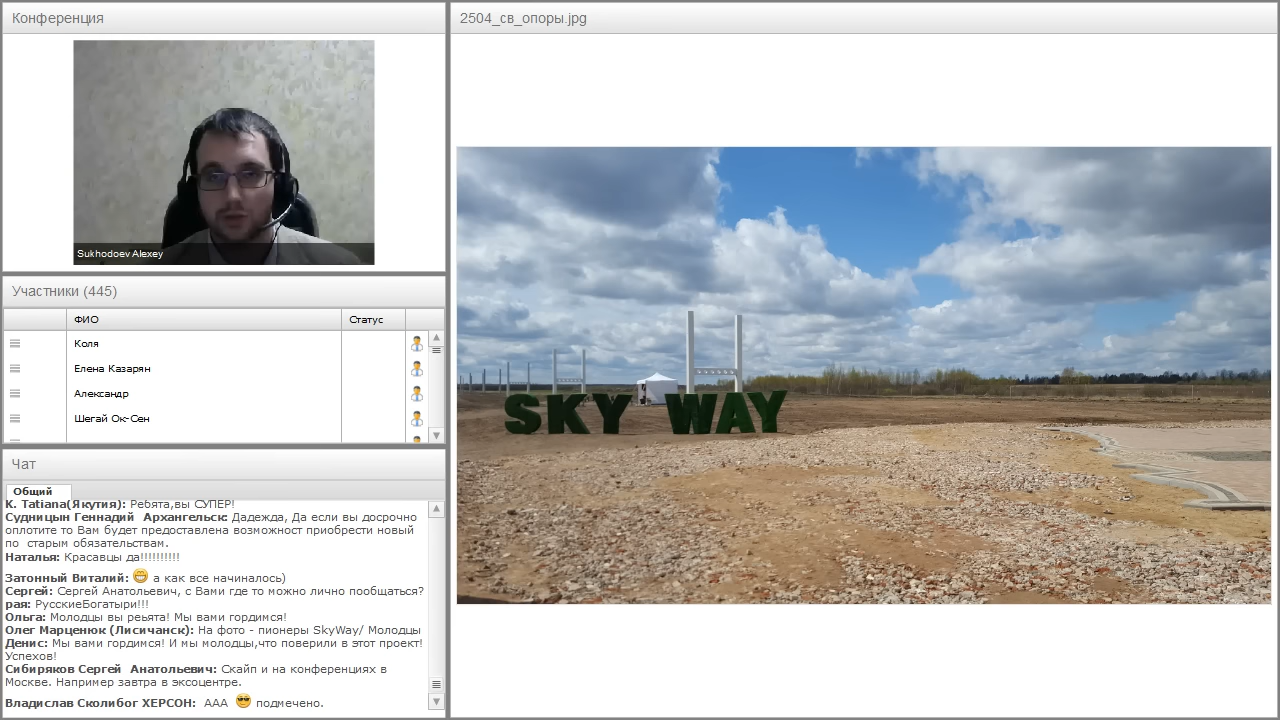 Конференция
Sukhodoev Alexey
Участники (445)
ФИО Статус
Коля
Елена Казарян
Александр
Шегай Ок-Сен
Чат
Общий
K. Tatiana(Якутия): Ребята,вы СУПЕР!
Судницын Геннадий Архангельск: Дадежда, Да если вы досрочно
оплотите то Вам будет предоставлена возможност приобрести новый
по старым обязательствам.
Наталья: Красавцы да!!!!!!!!!!
Затонный Виталий: а как все начиналось)
Сергей: Сергей Анатольевич, с Вами где то можно лично пообщаться?
рая: РусскиеБогатыри!!!
Ольга: Молодцы вы реьята! Мы вами гордимся!
Олег Марценюк (Лисичанск): На фото - пионеры SkyWay/ Молодцы
Денис: Мы вами гордимся! И мы молодцы,что поверили в этот проект!
Успехов!
Сибиряков Сергей Анатольевич: Скайп и на конференциях в
Москве. Например завтра в эксоцентре.
Владислав Сколибог ХЕРСОН: ААА подмечено.
2504_св_опоры.jpg
SKY WAY